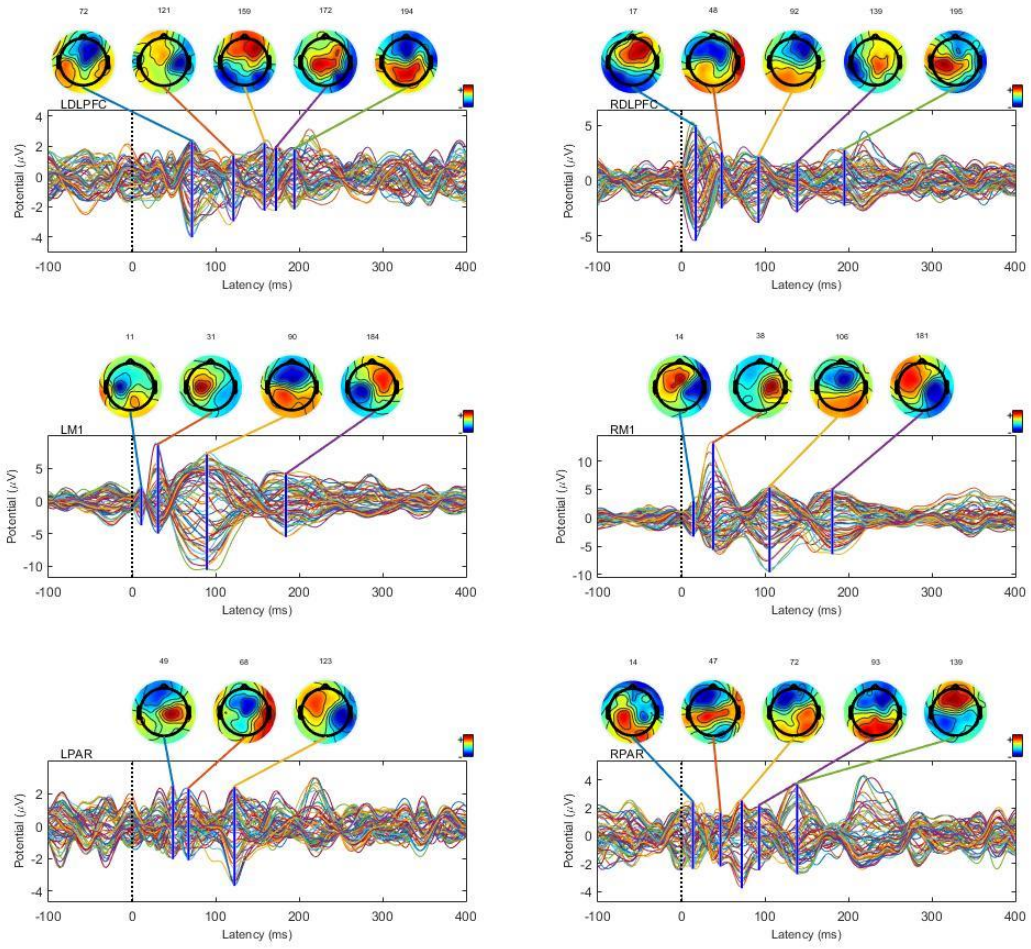 72 121 159 172 194
+
-
LDLPFC
4
2
0
-2
-4
Potential (μV)
-100 0 100 200 300 400
Latency (ms)
17 48 92 139 195
+
-
RDLPFC
5
0
-5
Potential (μV)
-100 0 100 200 300 400
Latency (ms)
11 31 90 184
+
-
LM1
5
0
-5
-10
Potential (μV)
-100 0 100 200 300 400
Latency (ms)
14 38 106 181
+
-
RM1
10
5
0
-5
-10
Potential (μV)
-100 0 100 200 300 400
Latency (ms)
49 68 123
+
-
LPAR
2
0
-2
-4
Potential (μV)
-100 0 100 200 300 400
Latency (ms)
14 47 72 93 139
+
-
RPAR
4
2
0
-2
-4
Potential (μV)
-100 0 100 200 300 400
Latency (ms)